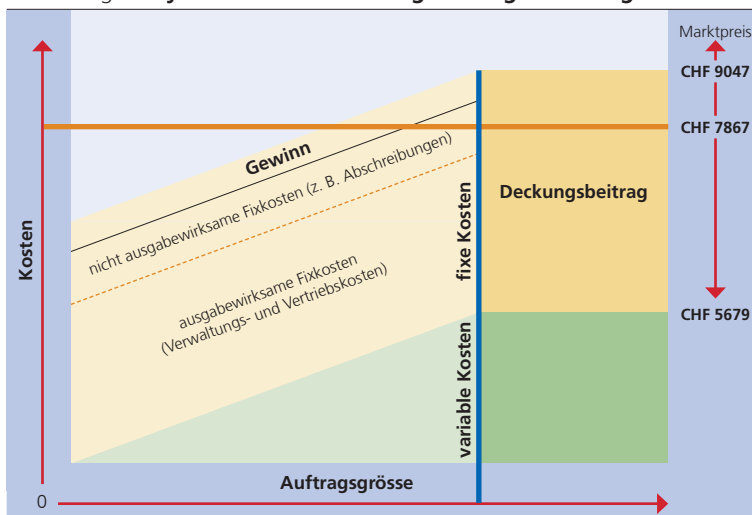 Marktpreis
CHF 9047
CHF 7867
CHF 5679
Kosten
Gewinn
nicht ausgabewirksame Fixkosten (z. B. Abschreibungen)
ausgabewirksame Fixkosten
(Verwaltungs- und Vertriebskosten)
fixe Kosten
variable Kosten
Deckungsbeitrag
Auftragsgrösse
0